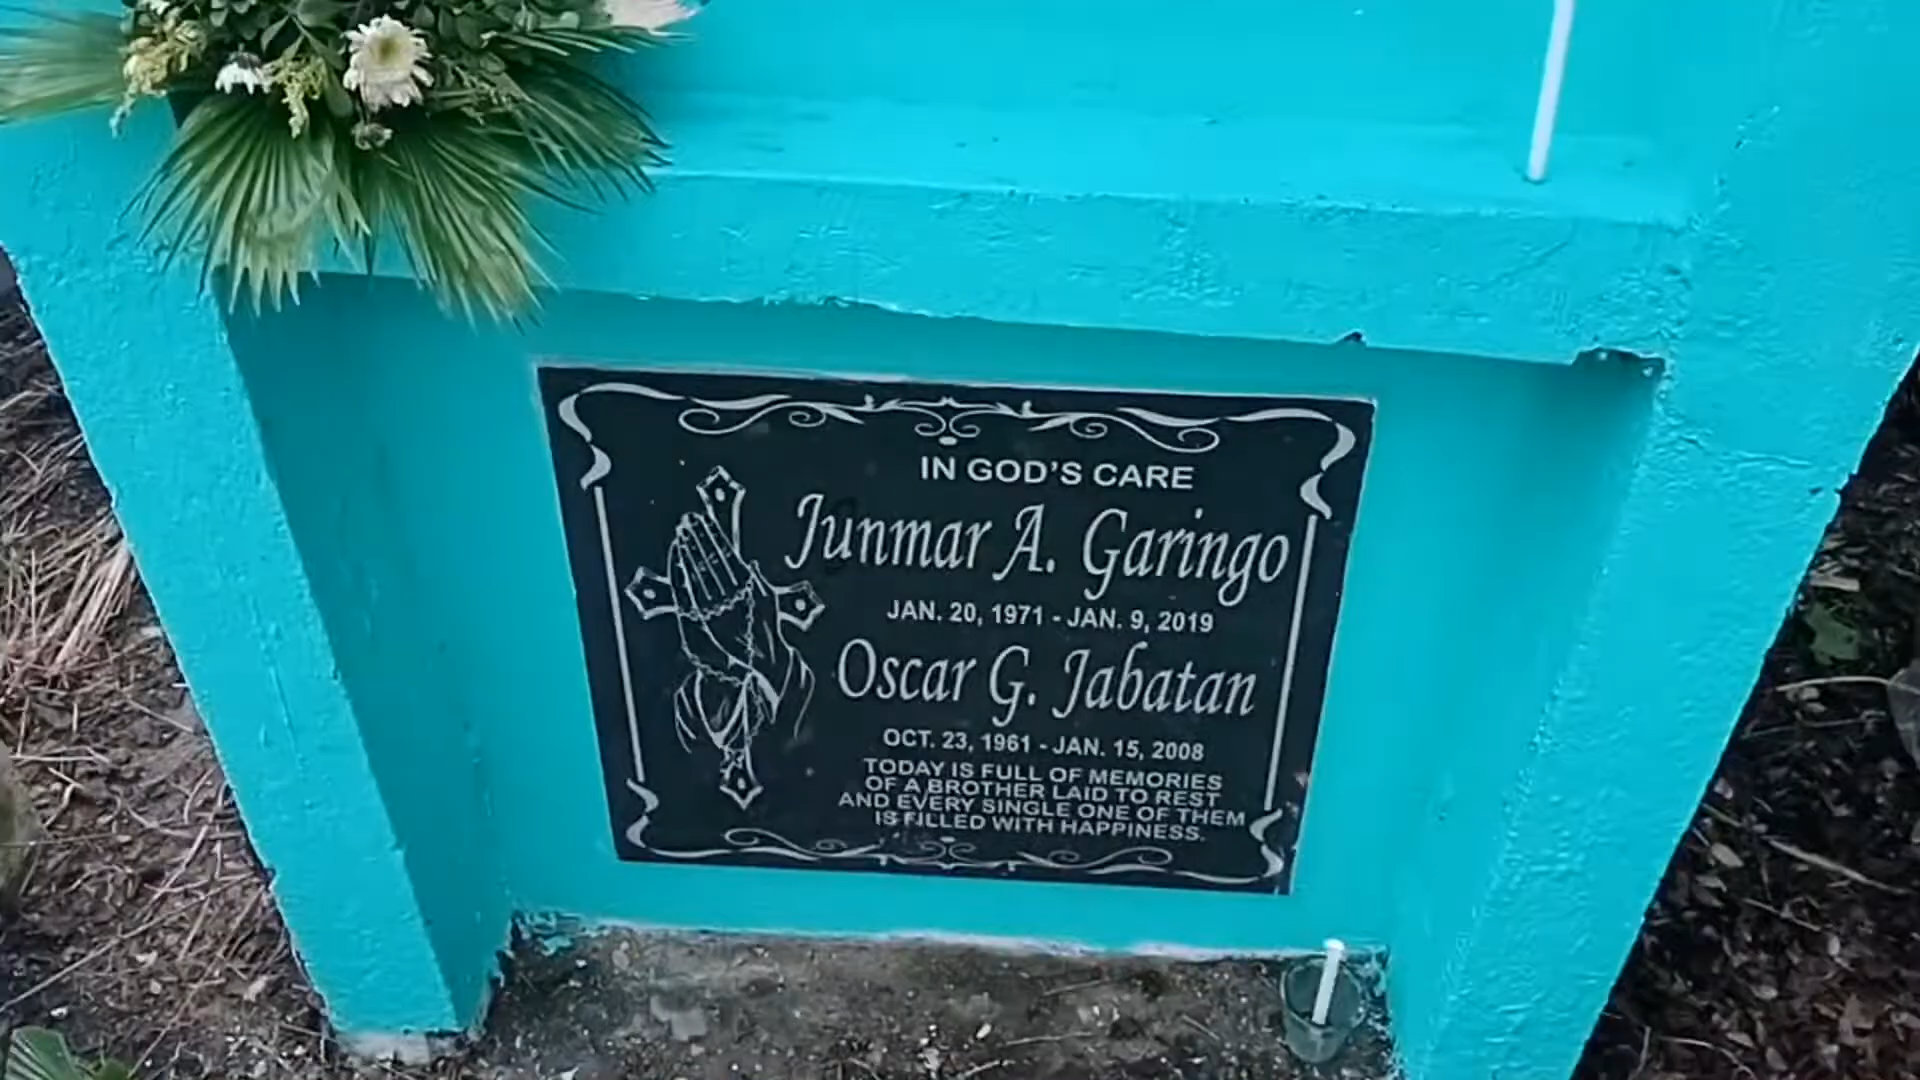 IN GOD'S CARE
Junmar A. Garingo
JAN. 20, 1971 - JAN. 9, 2019
Oscar G. Jabatan
OCT. 23, 1961 - JAN. 15, 2008
TODAY IS FULL OF MEMORIES
OF A BROTHER LAID TO REST
AND EVERY SINGLE ONE OF THEM
IS FILLED WITH HAPPINESS.